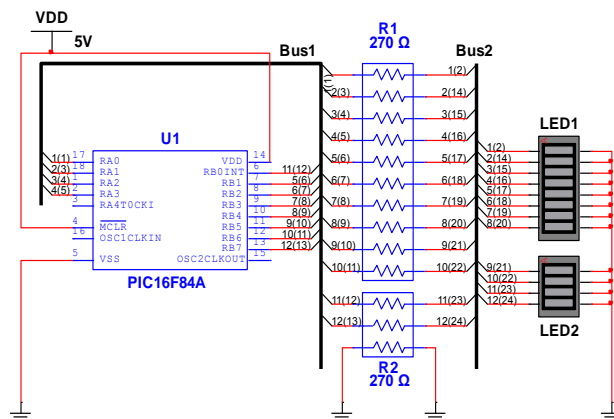 VDD
5V
Bus1
R1
270 Ω
Bus2
LED1
U1
17 RA0
18 RA1
1 RA2
2 RA3
3 RA4T0CKI
4 MCLR
16 OSC1CLKIN
5 VSS
VDD 14
RB0INT 6
RB1 7
RB2 8
RB3 9
RB4 10
RB5 11
RB6 12
RB7 13
OSC2CLKOUT 15
PIC16F84A
1(1)
2(3)
3(4)
4(5)
11(12)
5(6)
6(7)
7(8)
8(9)
9(10)
10(11)
12(13)
1(1)
2(3)
3(4)
4(5)
5(6)
6(7)
7(8)
8(9)
9(10)
10(11)
11(12)
12(13)
1(2)
2(14)
3(15)
4(16)
5(17)
6(18)
7(19)
8(20)
9(21)
10(22)
11(23)
12(24)
1(2)
2(14)
3(15)
4(16)
5(17)
6(18)
7(19)
8(20)
9(21)
10(22)
11(23)
12(24)
LED2
R2
270 Ω